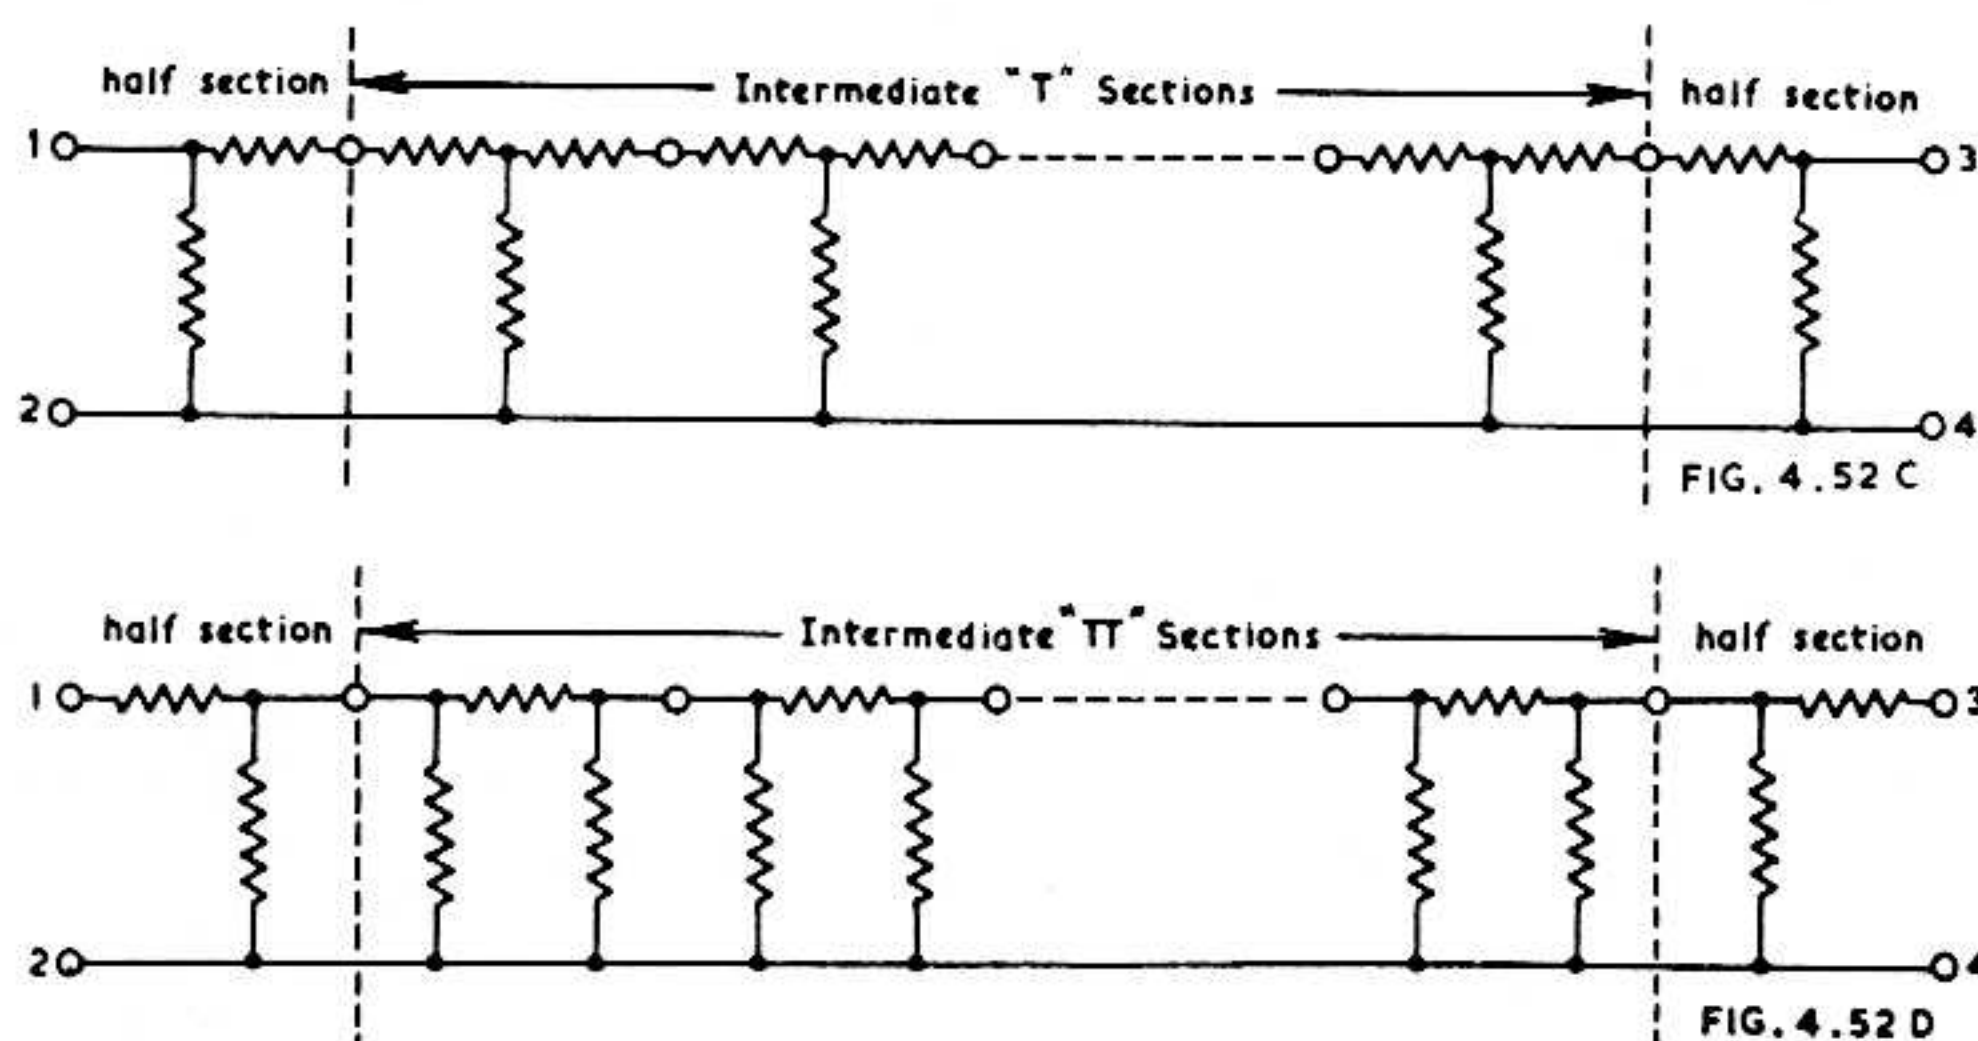 half section Intermediate "T" Sections half section
1 3
2 4
FIG. 4.52 C
half section Intermediate "TT" Sections half section
1 3
2 4
FIG. 4.52 D